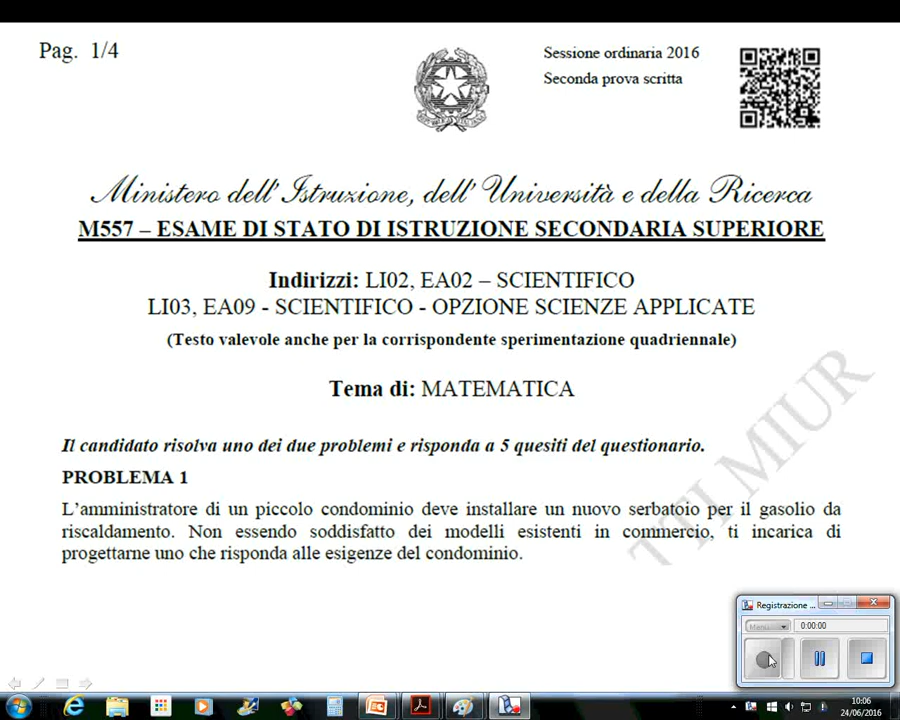 Pag. 1/4
Sessione ordinaria 2016
Seconda prova scritta
Ministero dell'Istruzione, dell'Università e della Ricerca
M557 – ESAME DI STATO DI ISTRUZIONE SECONDARIA SUPERIORE
Indirizzi: LI02, EA02 – SCIENTIFICO
LI03, EA09 - SCIENTIFICO - OPZIONE SCIENZE APPLICATE
(Testo valevole anche per la corrispondente sperimentazione quadriennale)
Tema di: MATEMATICA
Il candidato risolva uno dei due problemi e risponda a 5 quesiti del questionario.
PROBLEMA 1
L'amministratore di un piccolo condominio deve installare un nuovo serbatoio per il gasolio da
riscaldamento. Non essendo soddisfatto dei modelli esistenti in commercio, ti incarica di
progettarne uno che risponda alle esigenze del condominio.
TTI MIUR
Registrazione ...
Menu
0:00:00
10:06
24/06/2016